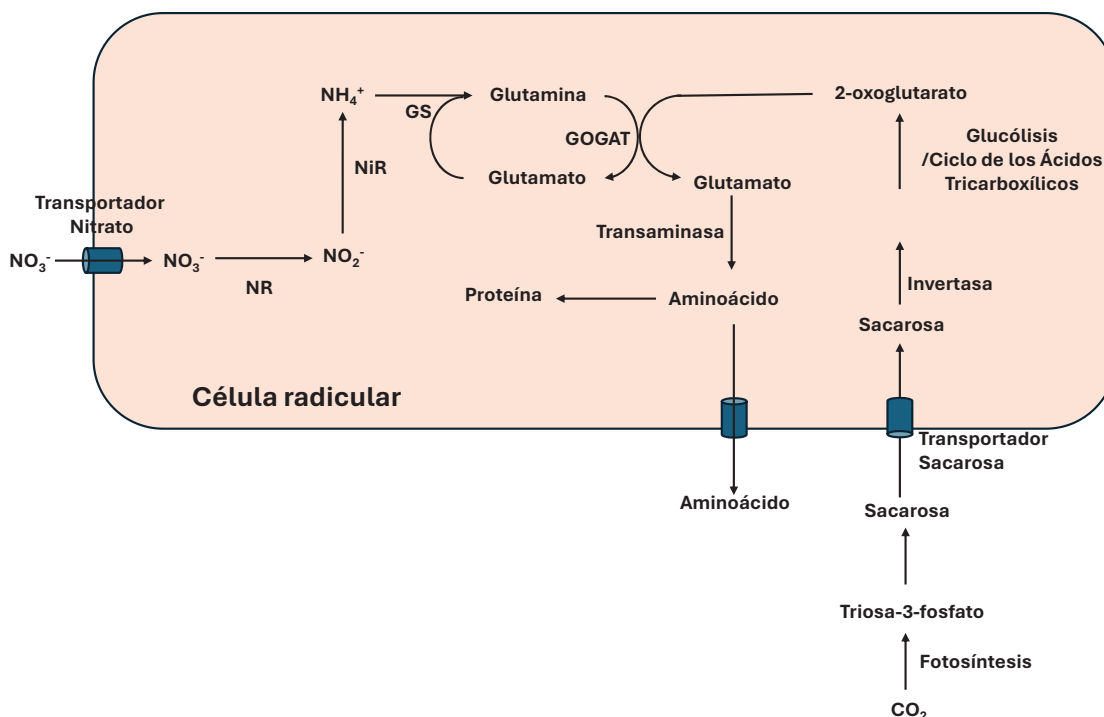 NH₄⁺
GS
Glutamina
GOGAT
2-oxoglutarato
Glucólisis
/Ciclo de los Ácidos
Tricarboxílicos
NiR
Glutamato
Glutamato
Transportador
Nitrato
Transaminasa
NO₃⁻
NO₃⁻
NR
NO₂⁻
Proteína
Aminoácido
Invertasa
Sacarosa
Célula radicular
Transportador
Sacarosa
Aminoácido
Sacarosa
Triosa-3-fosfato
Fotosíntesis
CO₂